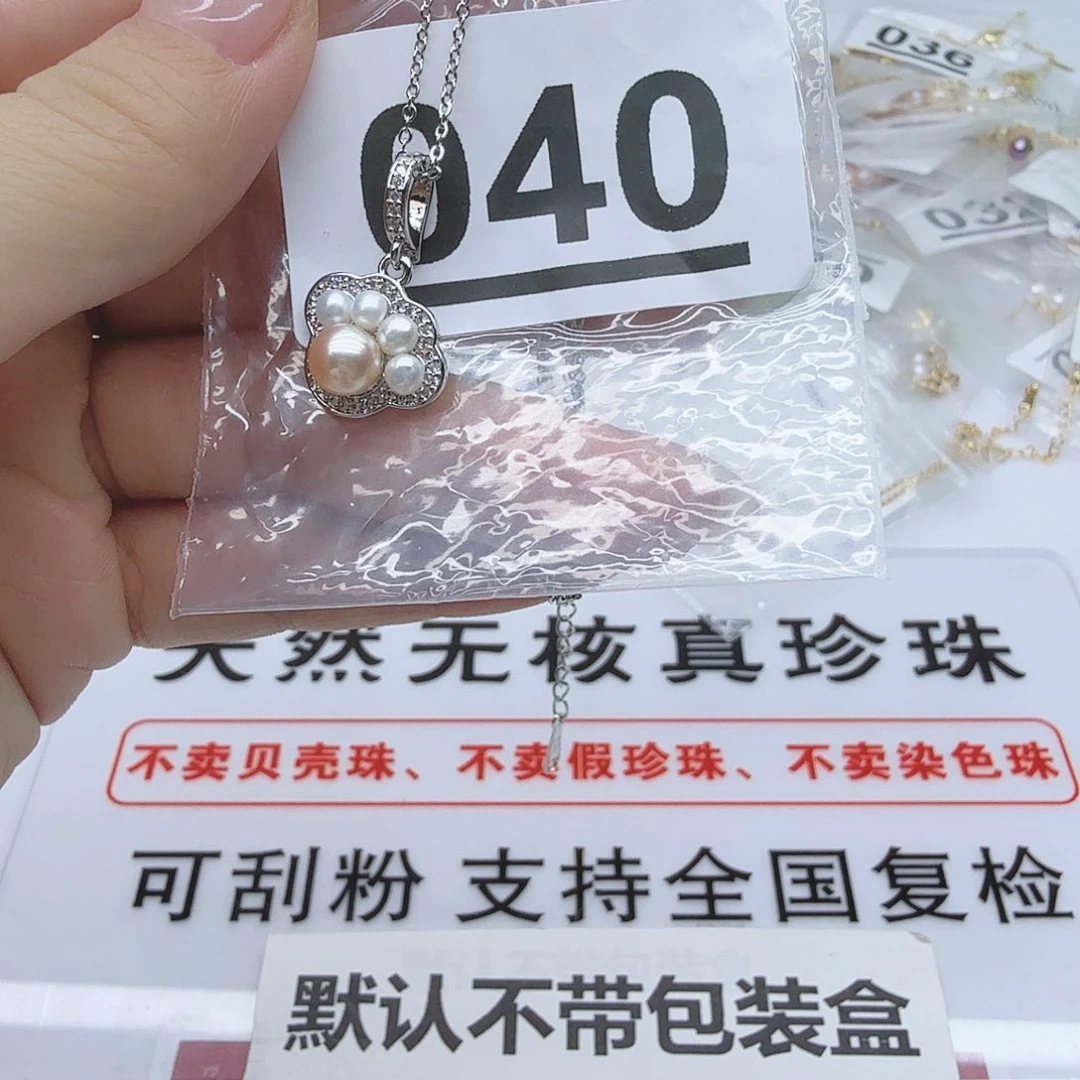 040
036
032
天然无核真珍珠
不卖贝壳珠、不卖假珍珠、不卖染色珠
可刮粉 支持全国复检
默认不带包装盒